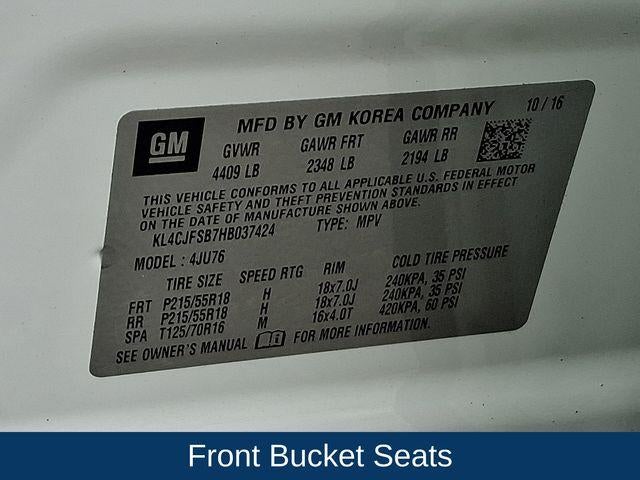 GM
MFD BY GM KOREA COMPANY 10/16
GVWR GAWR FRT GAWR RR
4409 LB 2348 LB 2194 LB
THIS VEHICLE CONFORMS TO ALL APPLICABLE U.S. FEDERAL MOTOR
VEHICLE SAFETY AND THEFT PREVENTION STANDARDS IN EFFECT
ON THE DATE OF MANUFACTURE SHOWN ABOVE.
KL4CJFSB7HB037424 TYPE: MPV
MODEL: 4JU76
TIRE SIZE SPEED RTG RIM COLD TIRE PRESSURE
FRT P215/55R18 H 18x7.0J 240KPA, 35 PSI
RR P215/55R18 H 18x7.0J 240KPA, 35 PSI
SPA T125/70R16 M 16x4.0T 420KPA, 60 PSI
SEE OWNER'S MANUAL FOR MORE INFORMATION.
Front Bucket Seats